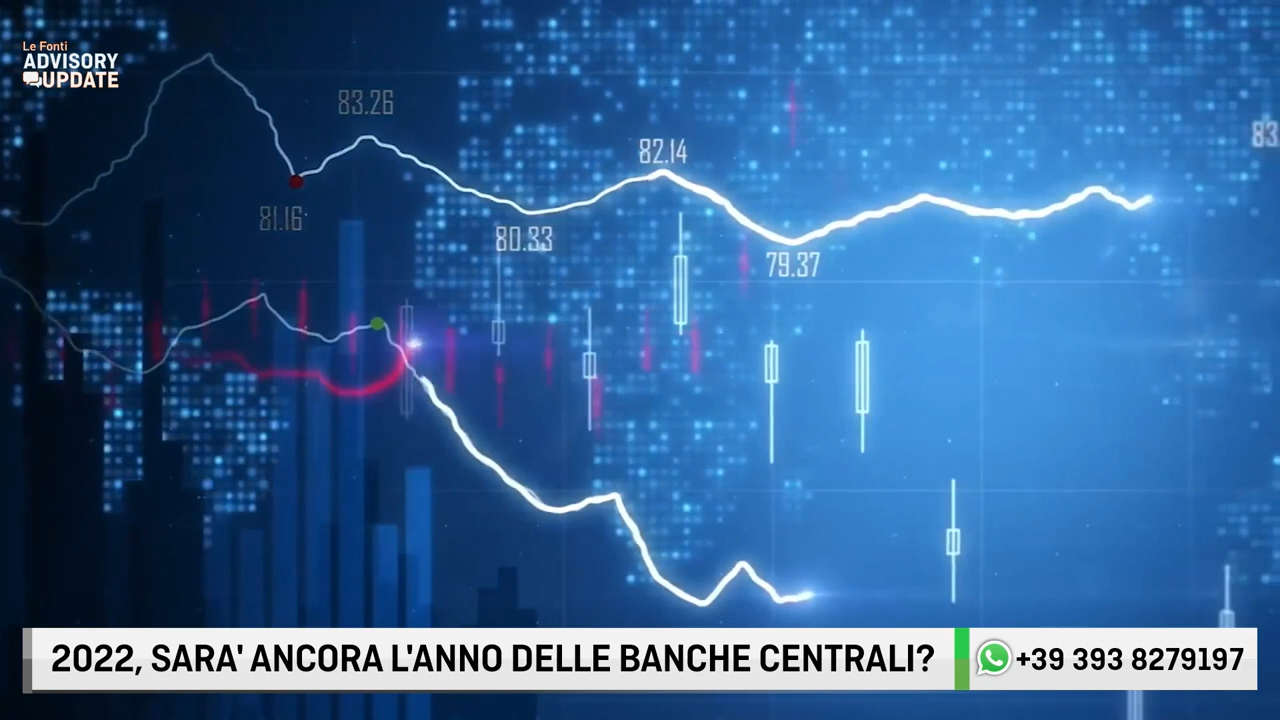 Le Fonti
ADVISORY
UPDATE
83.26
82.14
83
81.16
80.33
79.37
2022, SARA' ANCORA L'ANNO DELLE BANCHE CENTRALI?
+39 393 8279197